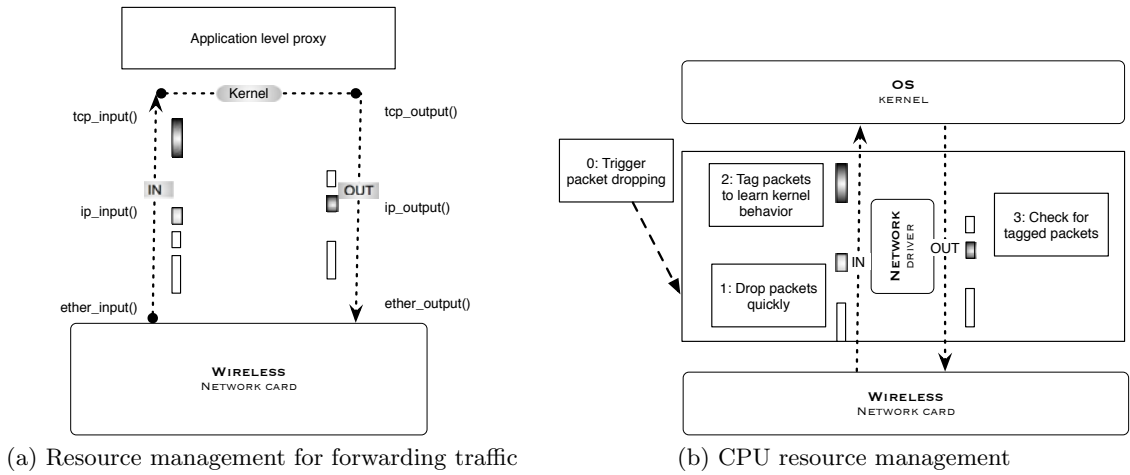 Application level proxy
Kernel
tcp_input()
tcp_output()
IN
OUT
ip_input()
ip_output()
ether_input()
ether_output()
WIRELESS
NETWORK CARD
(a) Resource management for forwarding traffic
OS
KERNEL
0: Trigger
packet dropping
2: Tag packets
to learn kernel
behavior
1: Drop packets
quickly
IN
NETWORK
DRIVER
OUT
3: Check for
tagged packets
WIRELESS
NETWORK CARD
(b) CPU resource management